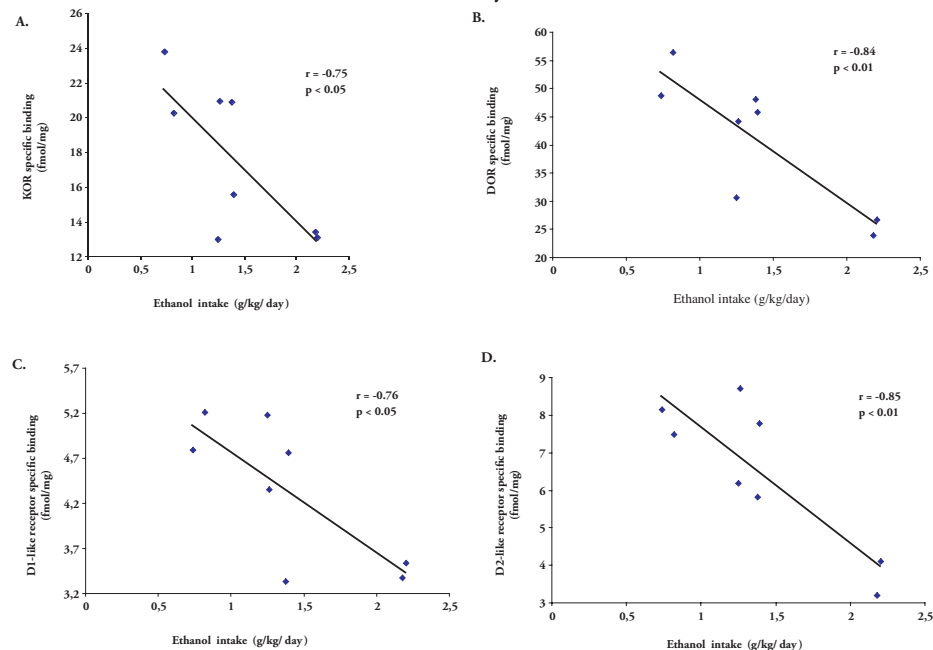 A.
KOR specific binding
(fmol/mg)
26
24
22
20
18
16
14
12
r = -0.75
p < 0.05
0
0,5
1
1,5
2
2,5
Ethanol intake (g/kg/ day)
B.
DOR specific binding
(fmol/mg)
60
55
50
45
40
35
30
25
20
r = -0.84
p < 0.01
0
0,5
1
1,5
2
2,5
Ethanol intake (g/kg/day)
C.
D1-like receptor specific binding
(fmol/mg)
5,7
5,2
4,7
4,2
3,7
3,2
r = -0.76
p < 0.05
0
0,5
1
1,5
2
2,5
Ethanol intake (g/kg/ day)
D.
D2-like receptor specific binding
(fmol/mg)
9
8
7
6
5
4
3
r = -0.85
p < 0.01
0
0,5
1
1,5
2
2,5
Ethanol intake (g/kg/ day)